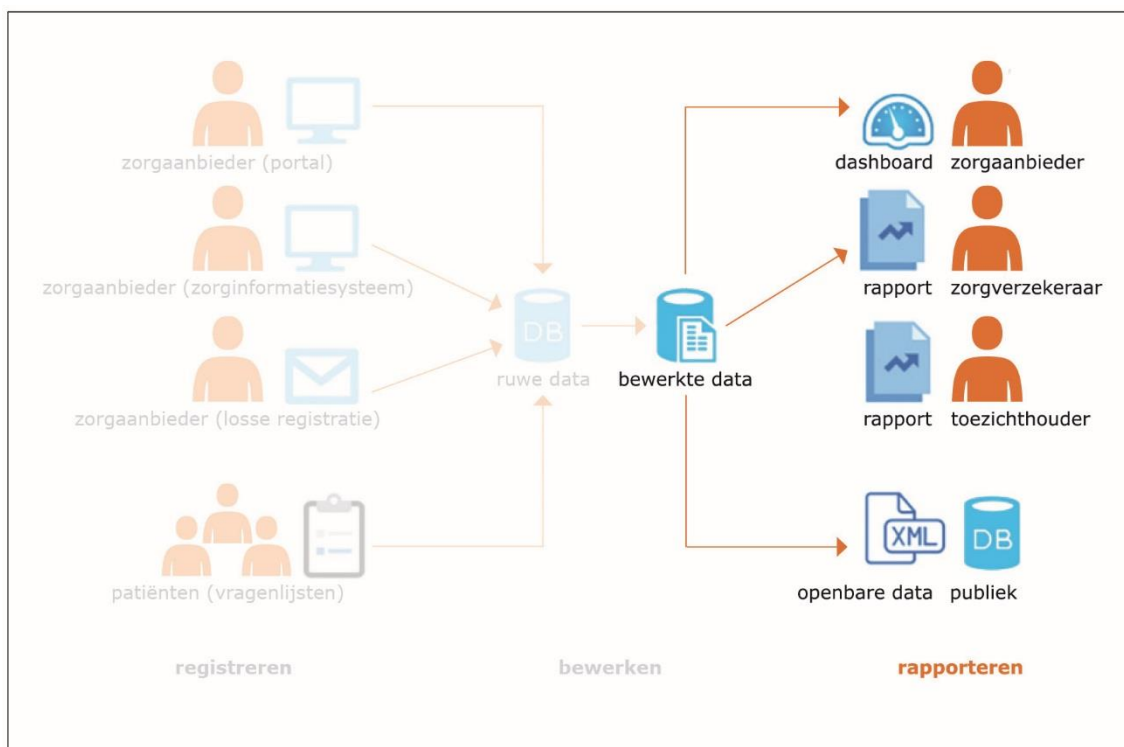 dashboard zorgaanbieder
zorgaanbieder (portal)
zorgaanbieder (zorginformatiesysteem)
rapport zorgverzekeraar
DB
ruwe data
bewerkte data
zorgaanbieder (losse registratie)
rapport toezichthouder
XML
DB
patiënten (vragenlijsten)
openbare data publiek
registreren
bewerken
rapporteren